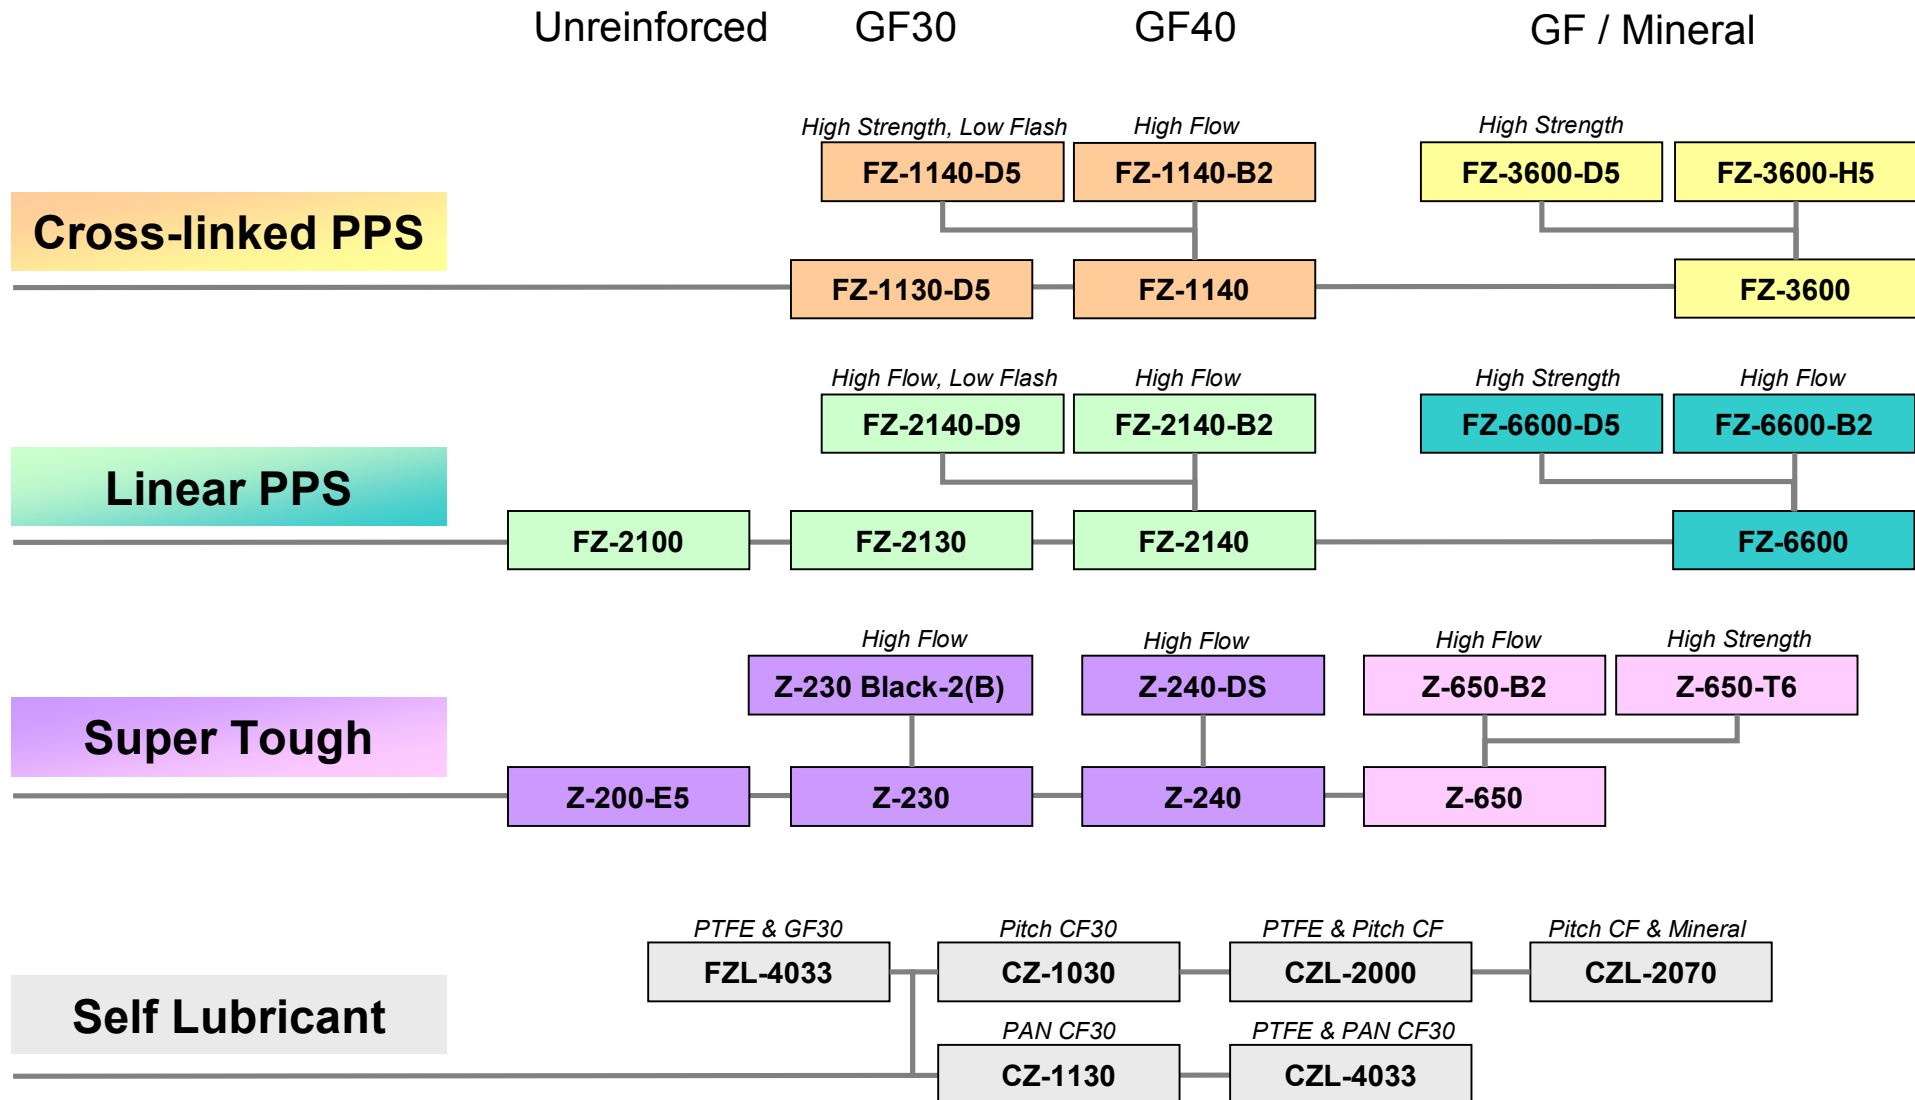 Unreinforced GF30 GF40 GF / Mineral
High Strength, Low Flash High Flow High Strength
FZ-1140-D5 FZ-1140-B2 FZ-3600-D5 FZ-3600-H5
Cross-linked PPS
FZ-1130-D5 FZ-1140 FZ-3600
High Flow, Low Flash High Flow High Strength High Flow
FZ-2140-D9 FZ-2140-B2 FZ-6600-D5 FZ-6600-B2
Linear PPS
FZ-2100 FZ-2130 FZ-2140 FZ-6600
High Flow High Flow High Flow High Strength
Z-230 Black-2(B) Z-240-DS Z-650-B2 Z-650-T6
Super Tough
Z-200-E5 Z-230 Z-240 Z-650
PTFE & GF30 Pitch CF30 PTFE & Pitch CF Pitch CF & Mineral
FZL-4033 CZ-1030 CZL-2000 CZL-2070
Self Lubricant
PAN CF30 PTFE & PAN CF30
CZ-1130 CZL-4033